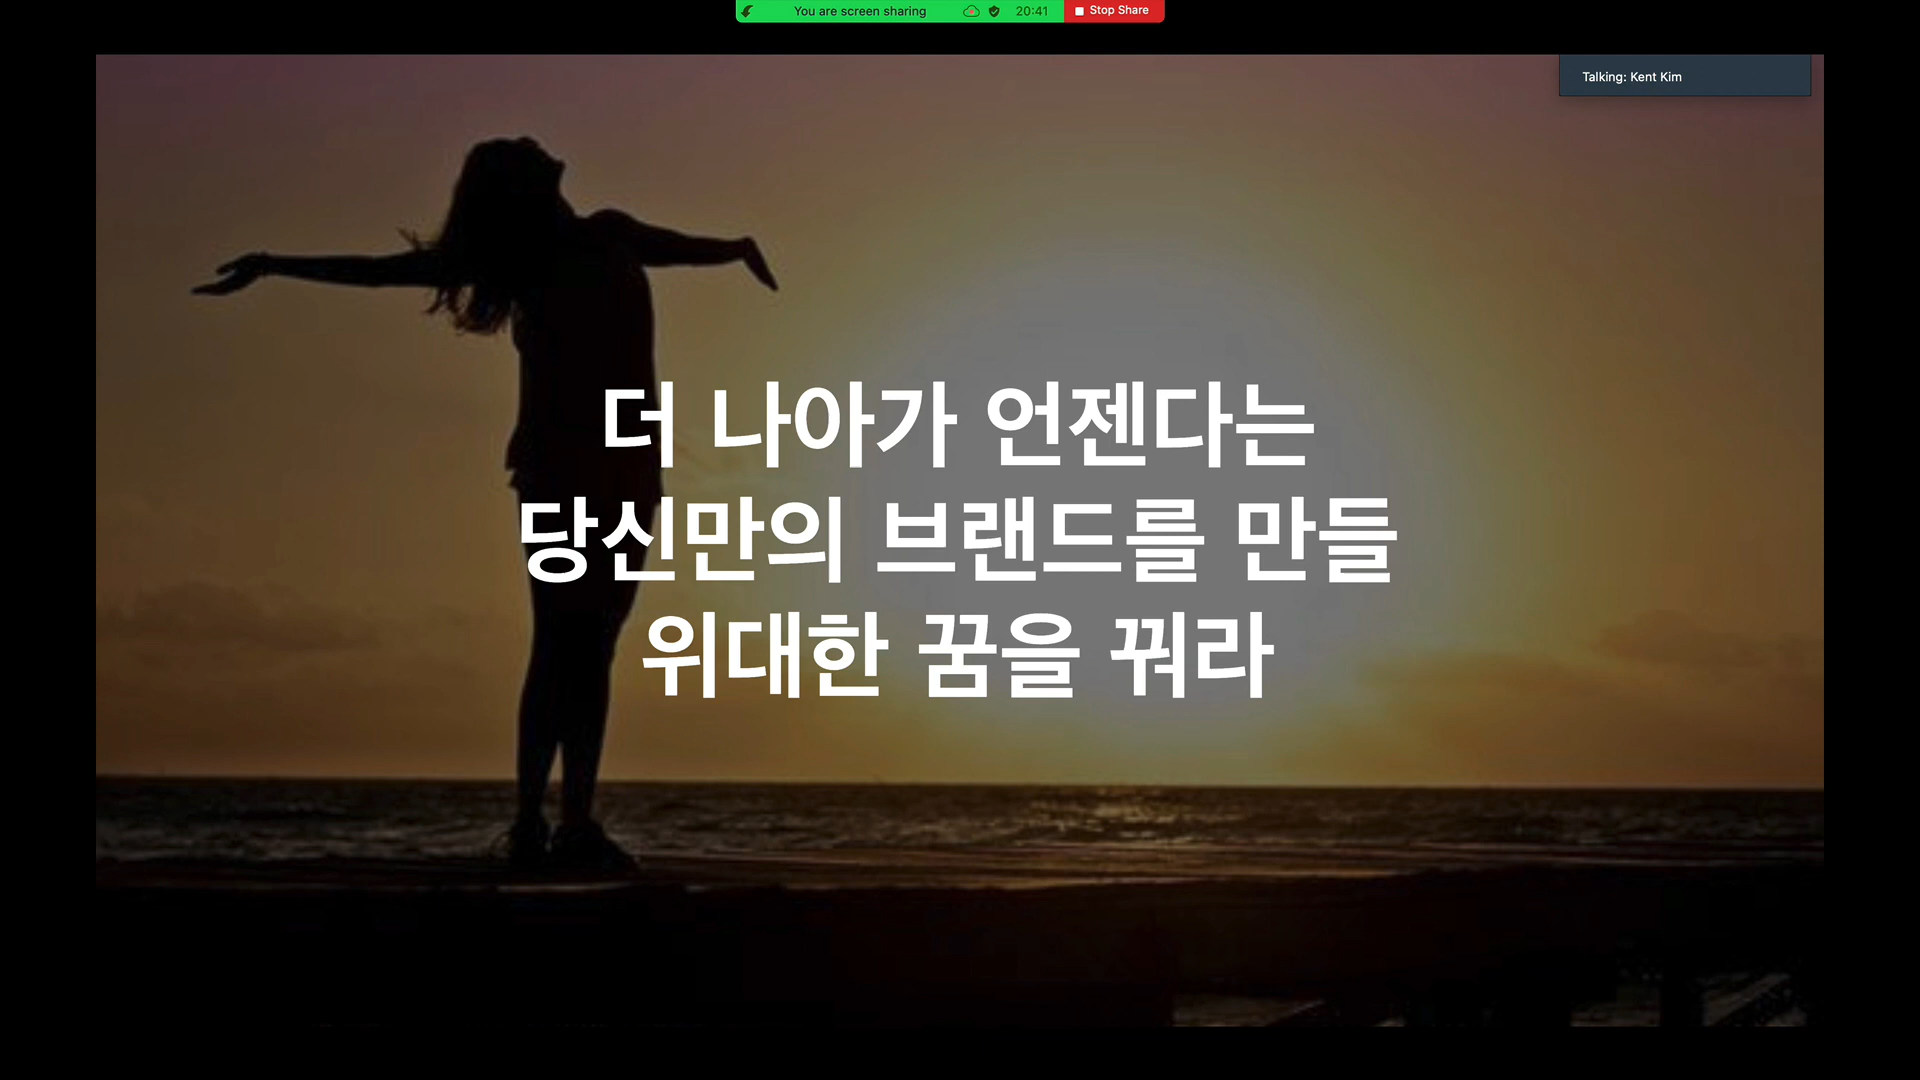 You are screen sharing 20:41 Stop Share
Talking: Kent Kim
더 나아가 언젠다는
당신만의 브랜드를 만들
위대한 꿈을 꿔라